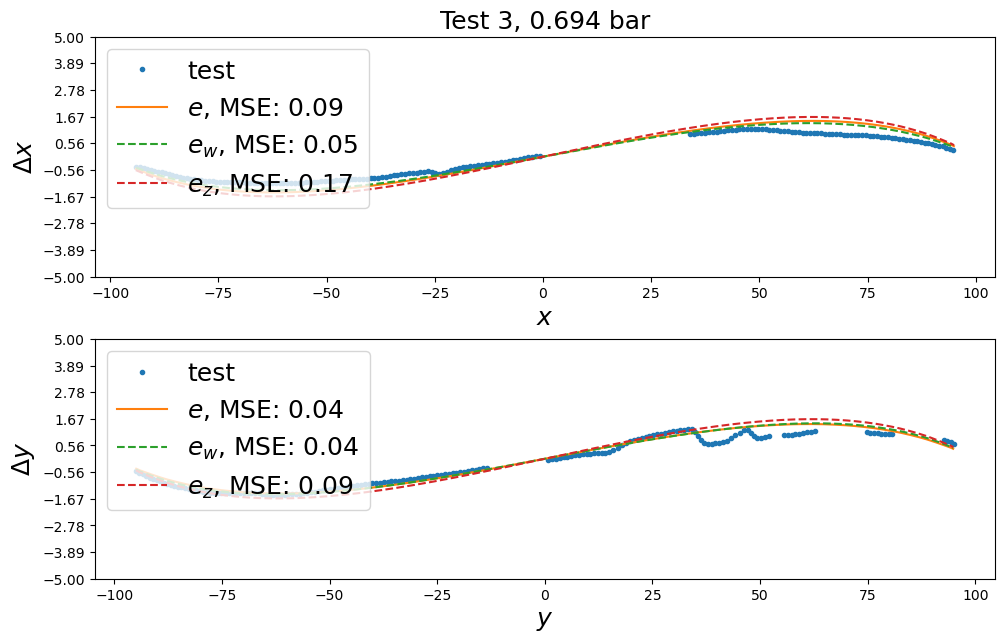 Test 3, 0.694 bar
5.00
3.89
2.78
1.67
0.56
−0.56
−1.67
−2.78
−3.89
−5.00
Δx
test
e, MSE: 0.09
e_w, MSE: 0.05
e_z, MSE: 0.17
−100 −75 −50 −25 0 25 50 75 100
x
5.00
3.89
2.78
1.67
0.56
−0.56
−1.67
−2.78
−3.89
−5.00
Δy
test
e, MSE: 0.04
e_w, MSE: 0.04
e_z, MSE: 0.09
−100 −75 −50 −25 0 25 50 75 100
y